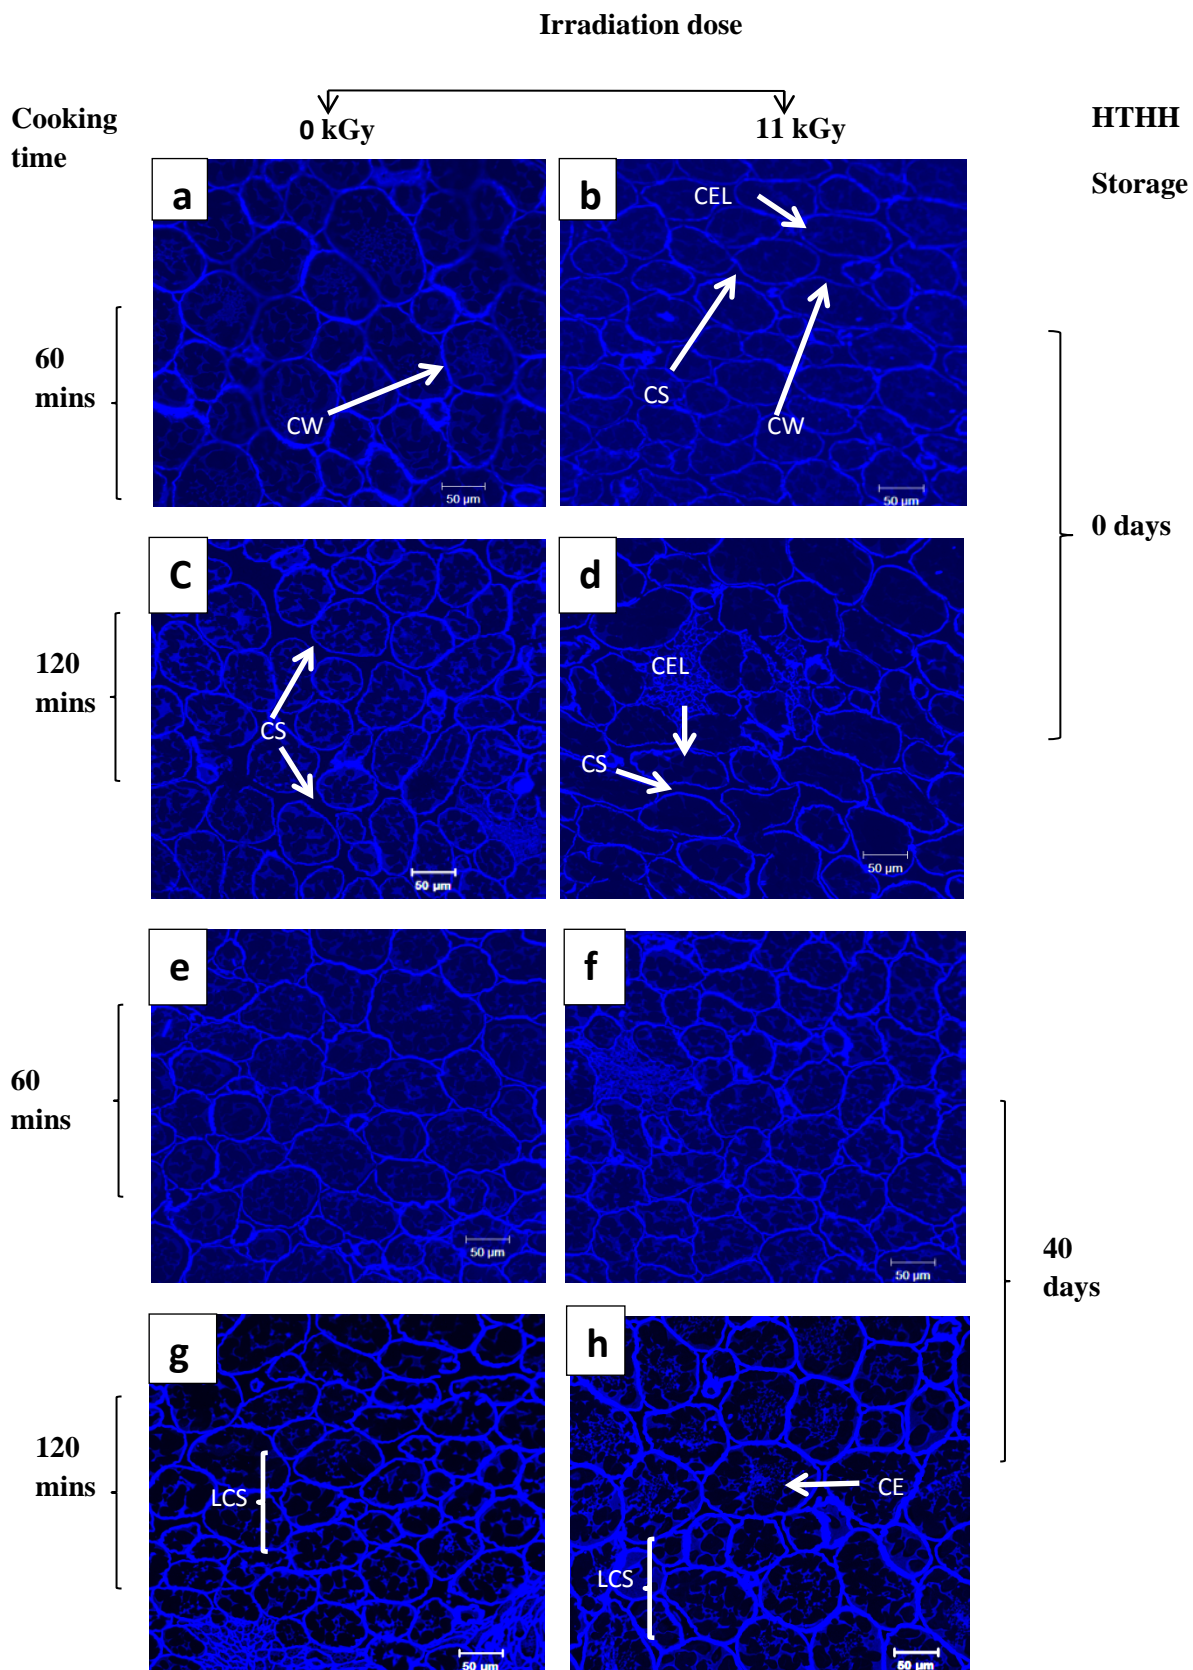 Irradiation dose
Cooking
time
0 kGy
11 kGy
HTHH
Storage
a
b
CEL
CS
CW
CW
50 µm
50 µm
60
mins
0 days
C
d
CS
CEL
CS
50 µm
50 µm
120
mins
e
f
50 µm
50 µm
60
mins
40
days
g
h
LCS
CE
LCS
50 µm
50 µm
120
mins